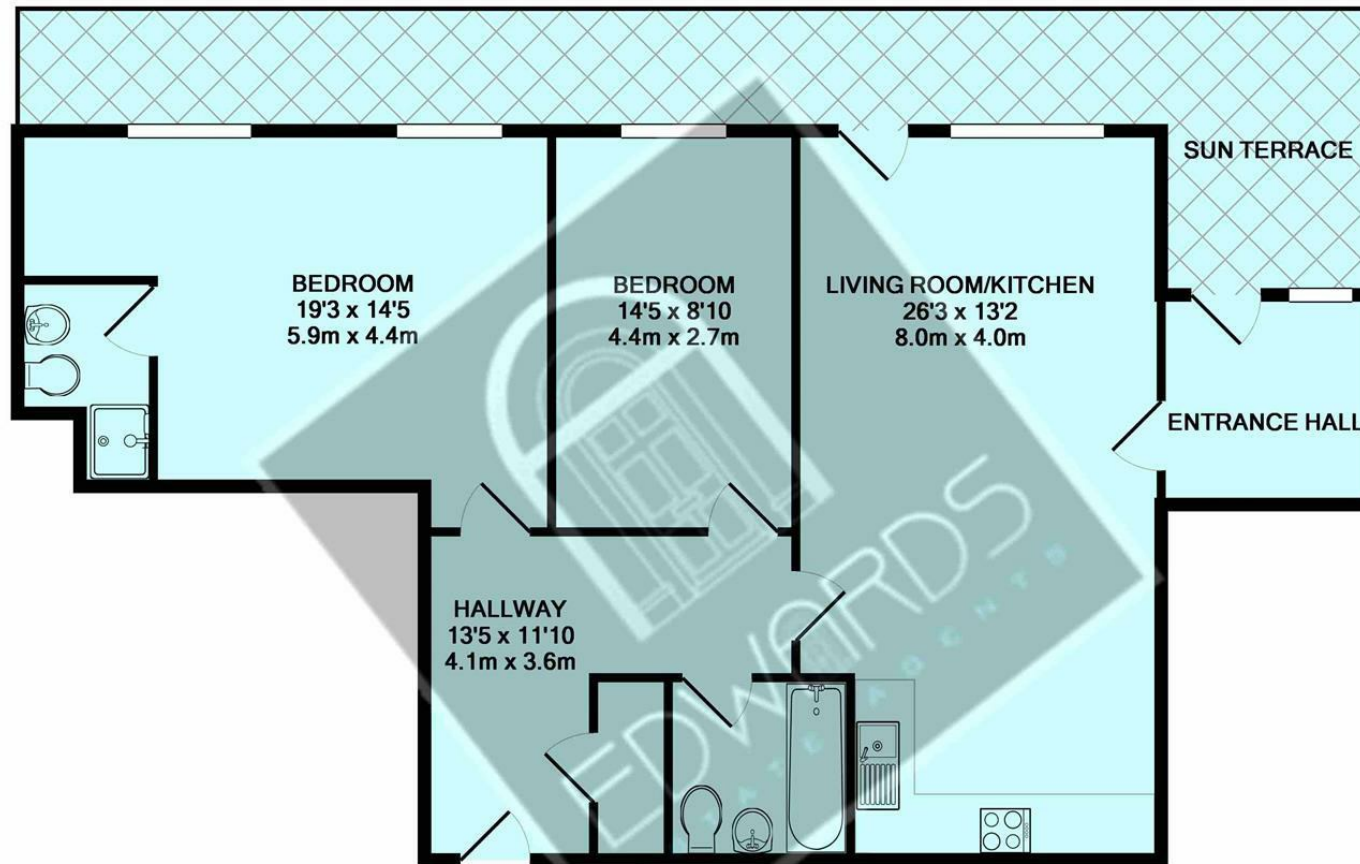 SUN TERRACE
BEDROOM
19'3 x 14'5
5.9m x 4.4m
BEDROOM
14'5 x 8'10
4.4m x 2.7m
LIVING ROOM/KITCHEN
26'3 x 13'2
8.0m x 4.0m
ENTRANCE HALL
HALLWAY
13'5 x 11'10
4.1m x 3.6m
EDWARDS